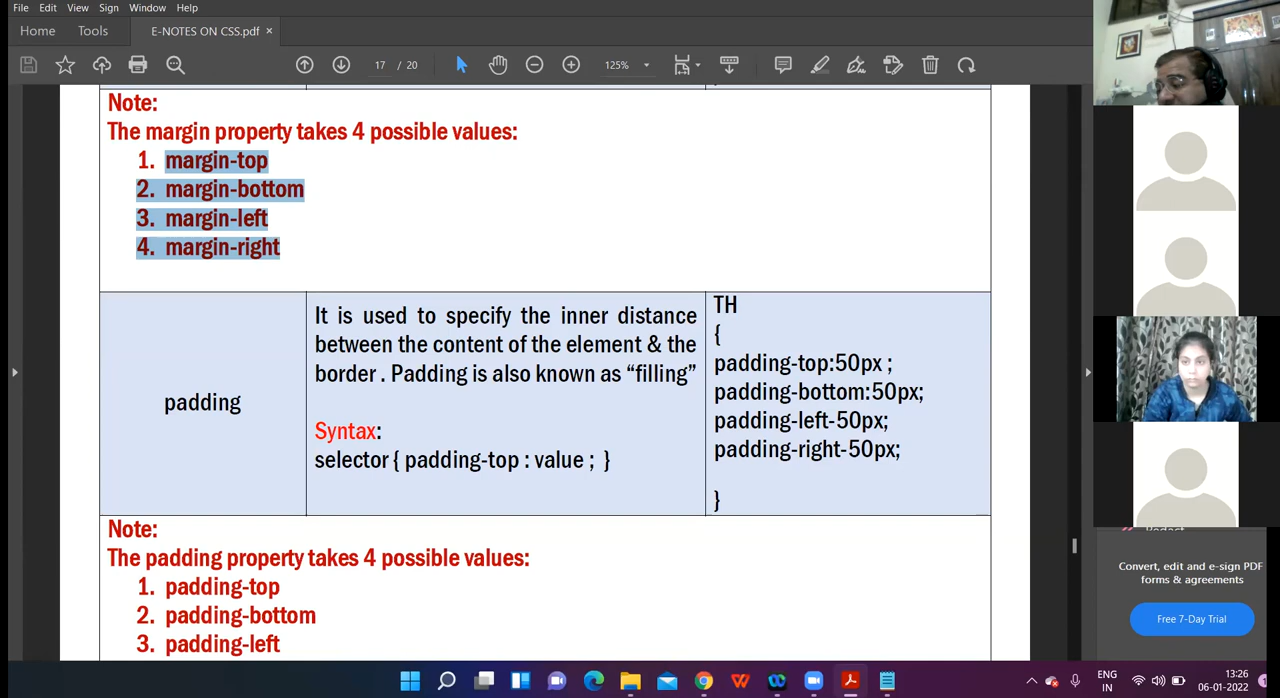 File Edit View Sign Window Help
Home Tools E-NOTES ON CSS.pdf ×
17 / 20 125%
Note:
The margin property takes 4 possible values:
1. margin-top
2. margin-bottom
3. margin-left
4. margin-right
padding
It is used to specify the inner distance
between the content of the element & the
border . Padding is also known as “filling”
Syntax:
selector { padding-top : value ; }
TH
{
padding-top:50px ;
padding-bottom:50px;
padding-left-50px;
padding-right-50px;
}
Note:
The padding property takes 4 possible values:
1. padding-top
2. padding-bottom
3. padding-left
Redact
Convert, edit and e-sign PDF
forms & agreements
Free 7-Day Trial
ENG
IN
13:26
06-01-2022